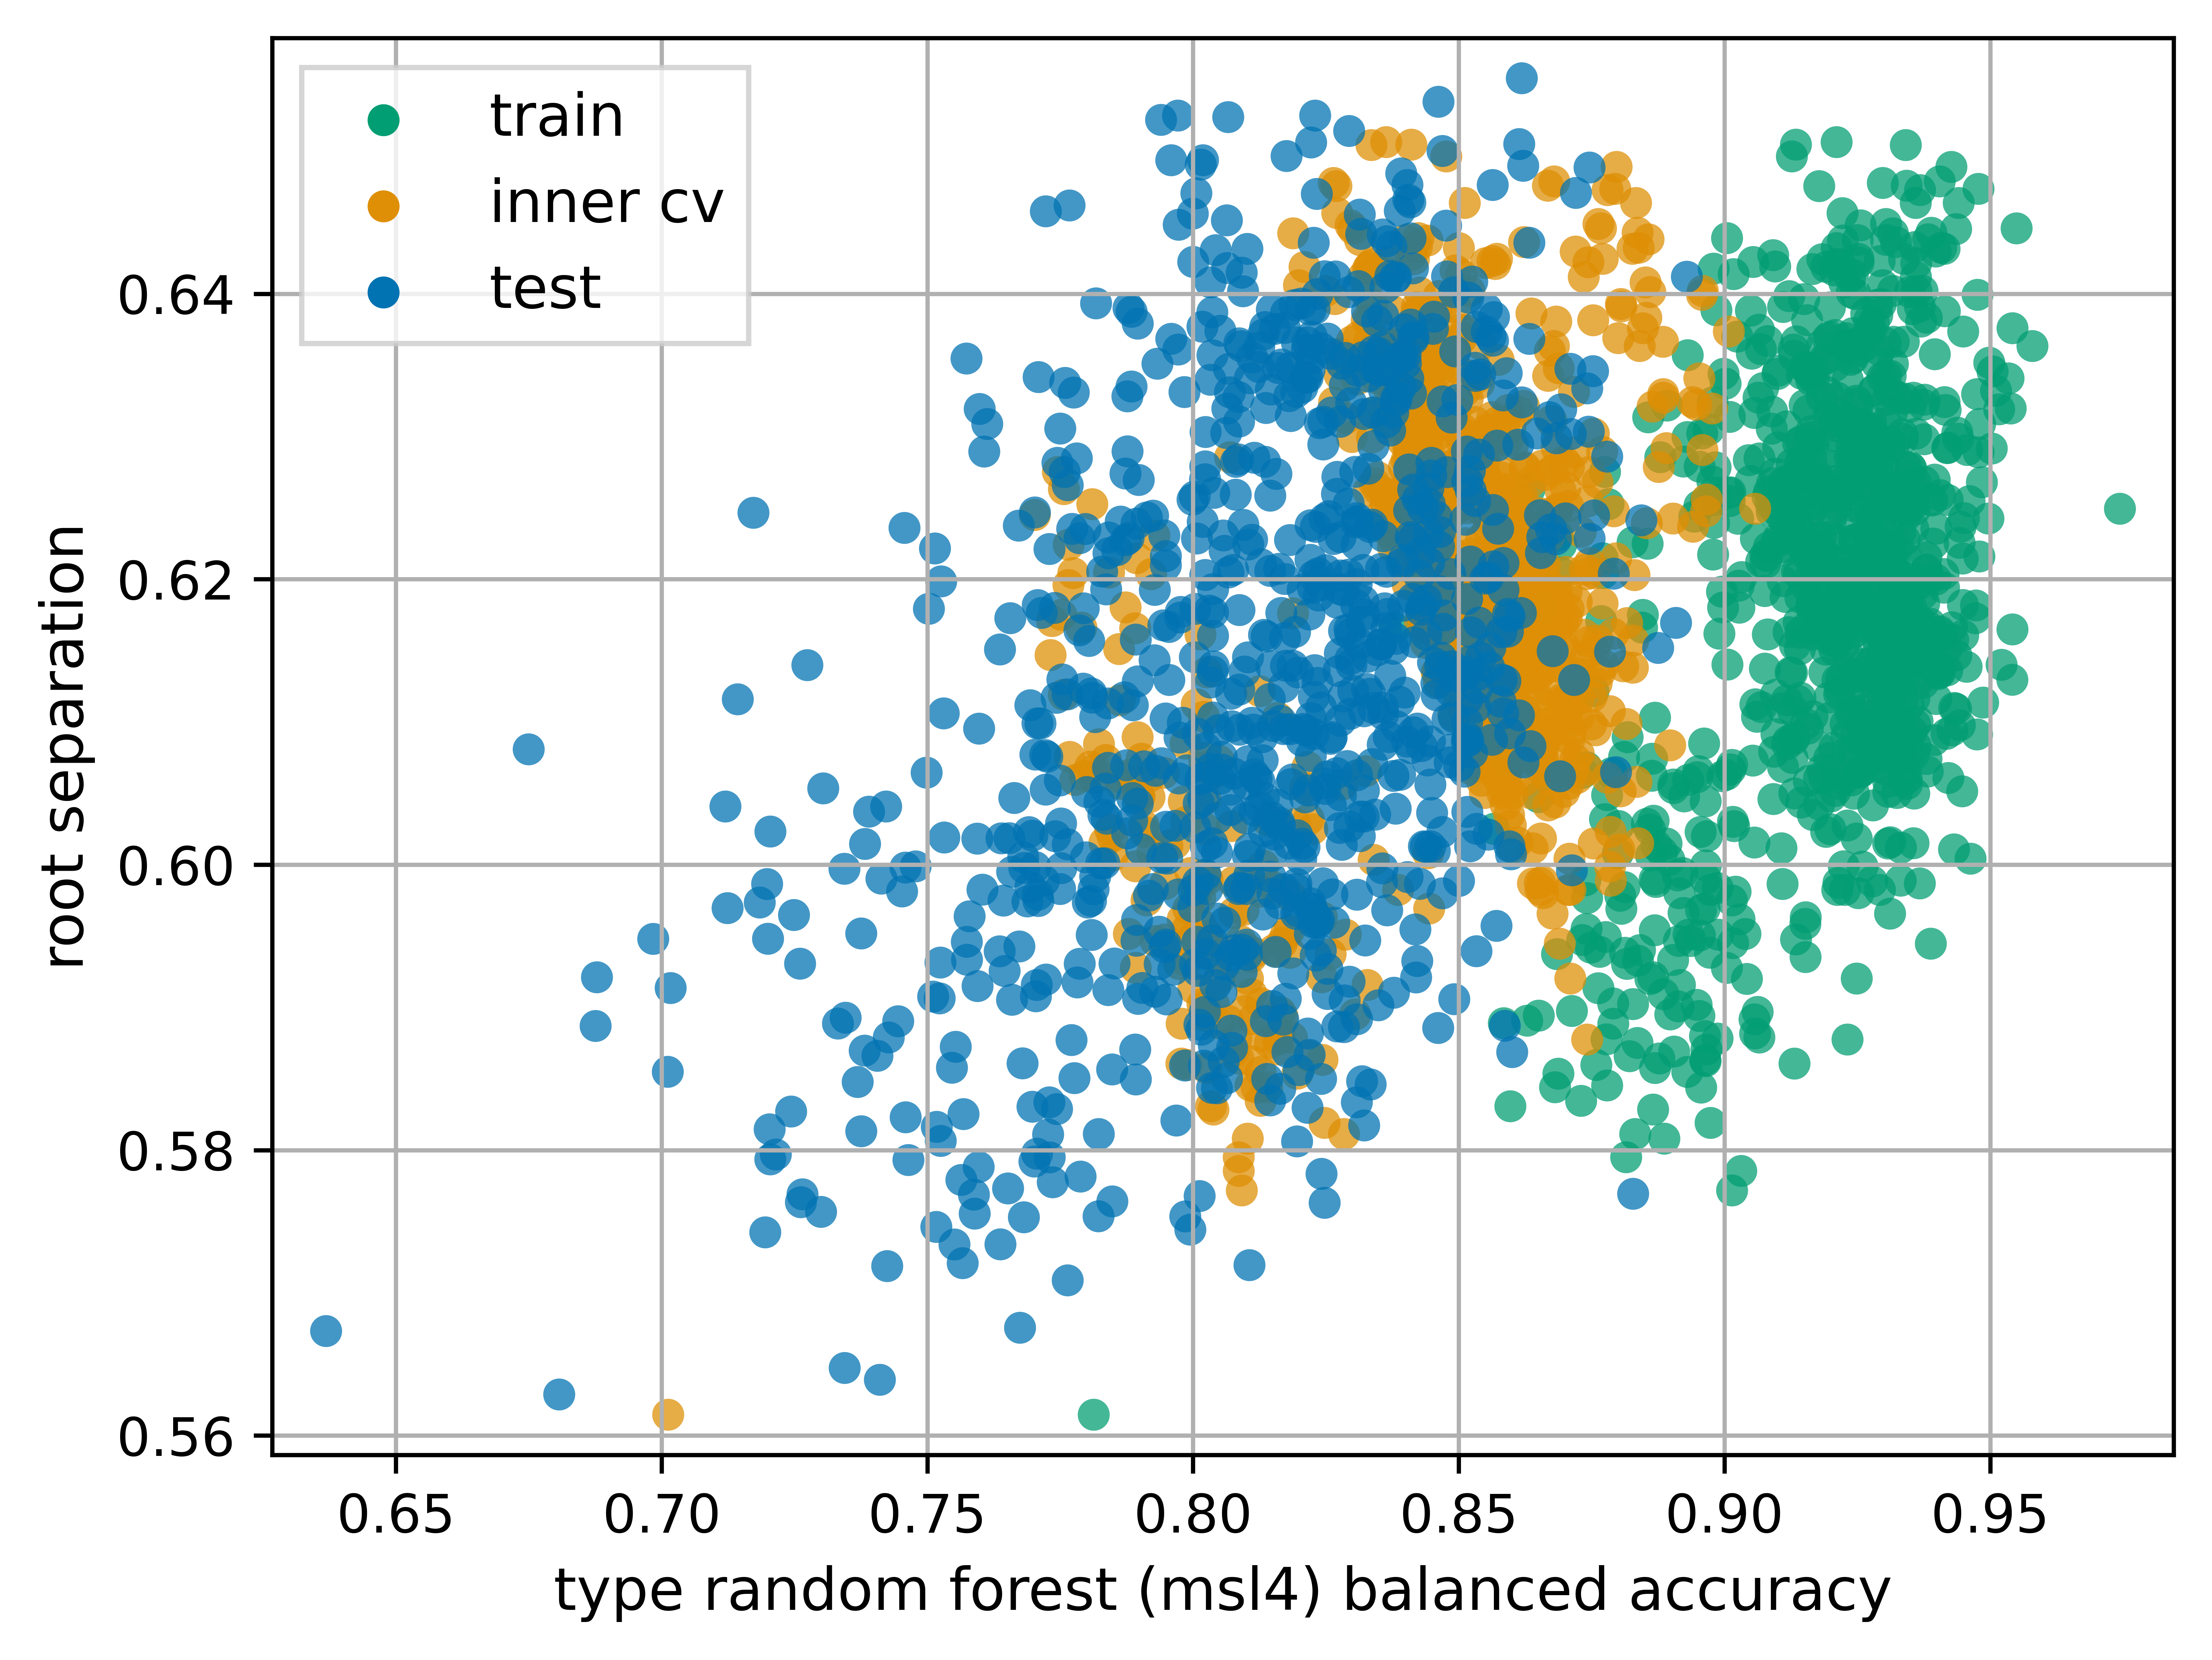 train
inner cv
test
root separation
0.64
0.62
0.60
0.58
0.56
0.65 0.70 0.75 0.80 0.85 0.90 0.95
type random forest (msl4) balanced accuracy